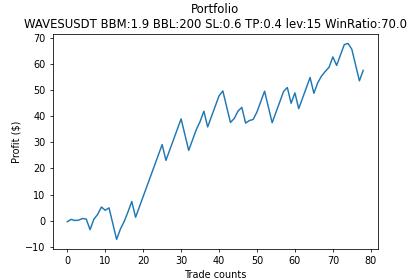 Portfolio
WAVESUSDT BBM:1.9 BBL:200 SL:0.6 TP:0.4 lev:15 WinRatio:70.0
70
60
50
40
30
20
10
0
−10
Profit ($)
0 10 20 30 40 50 60 70 80
Trade counts